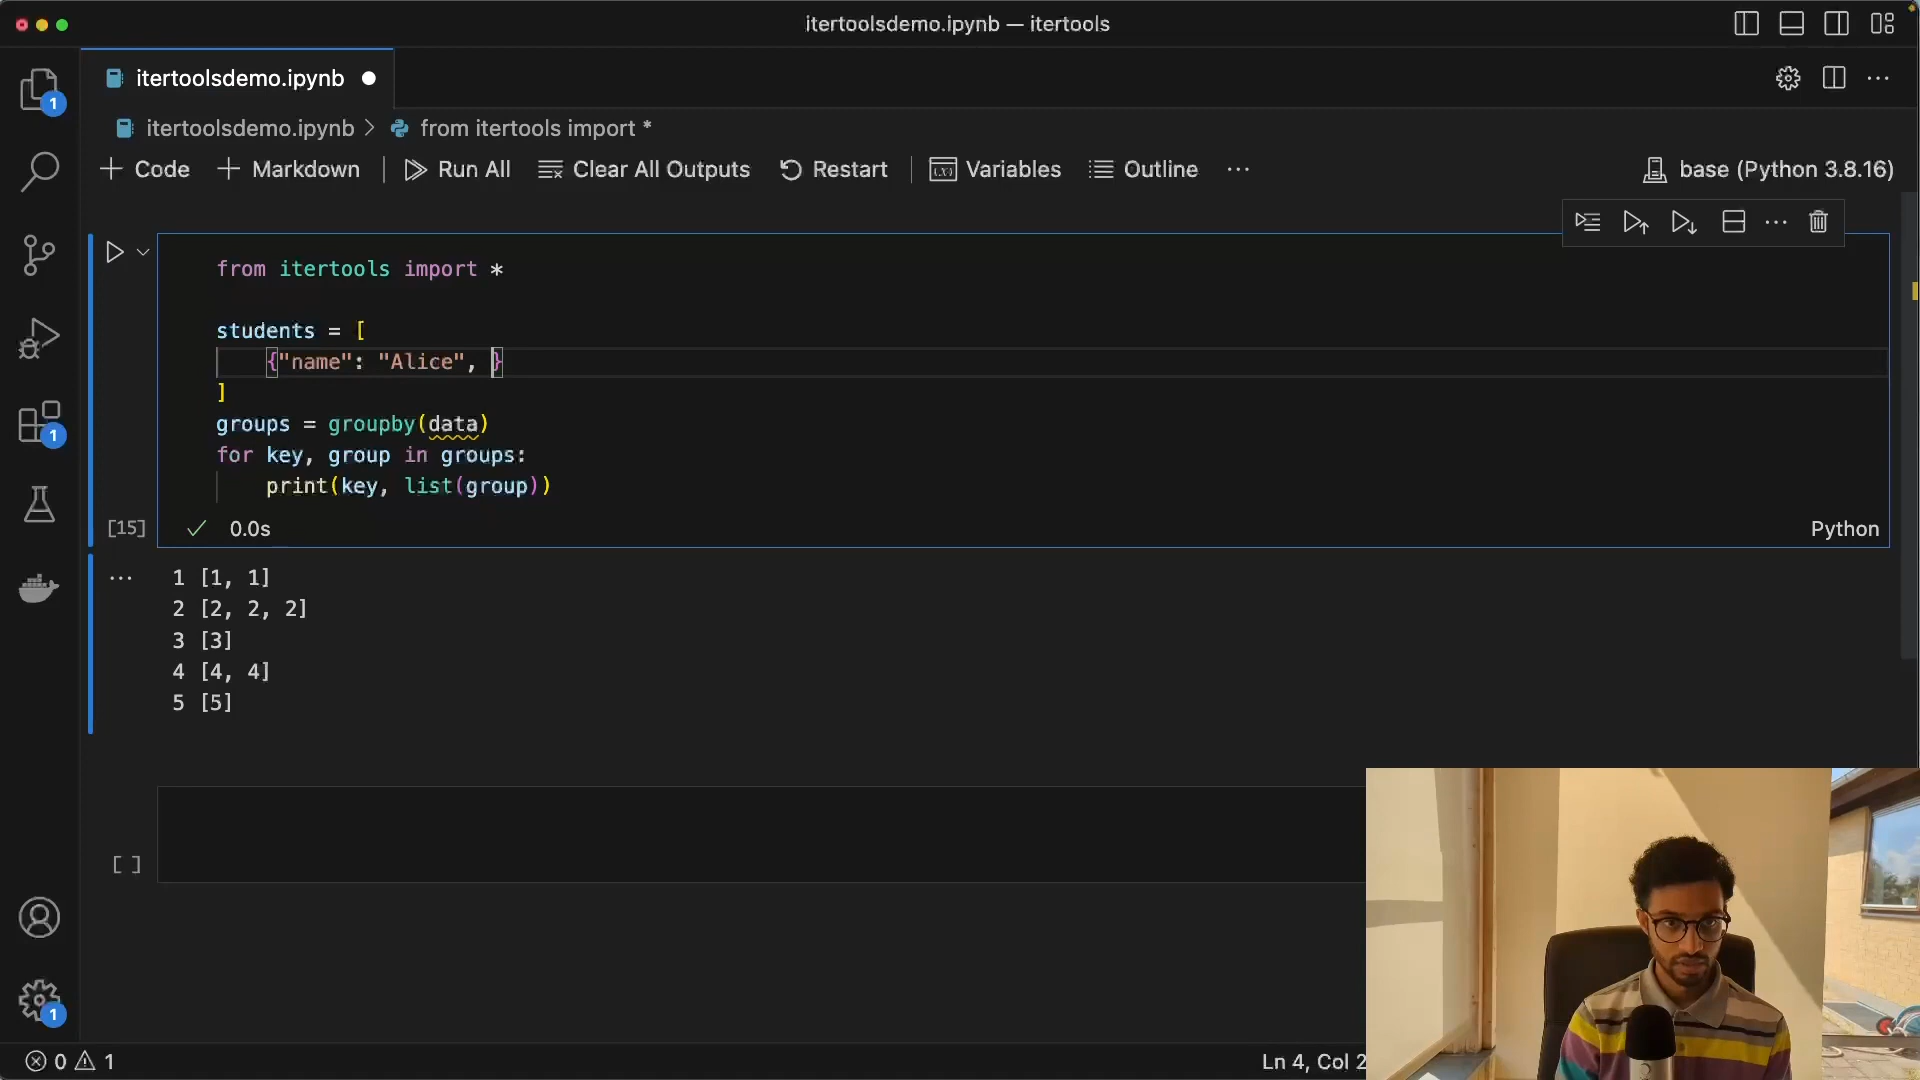 itertoolsdemo.ipynb — itertools
itertoolsdemo.ipynb
itertoolsdemo.ipynb > from itertools import *
+ Code + Markdown | Run All Clear All Outputs Restart | Variables Outline ...
base (Python 3.8.16)
from itertools import *
students = [
{"name": "Alice", }
]
groups = groupby(data)
for key, group in groups:
print(key, list(group))
[15] 0.0s Python
1 [1, 1]
2 [2, 2, 2]
3 [3]
4 [4, 4]
5 [5]
[ ]
1
1
1
0 1
Ln 4, Col 2